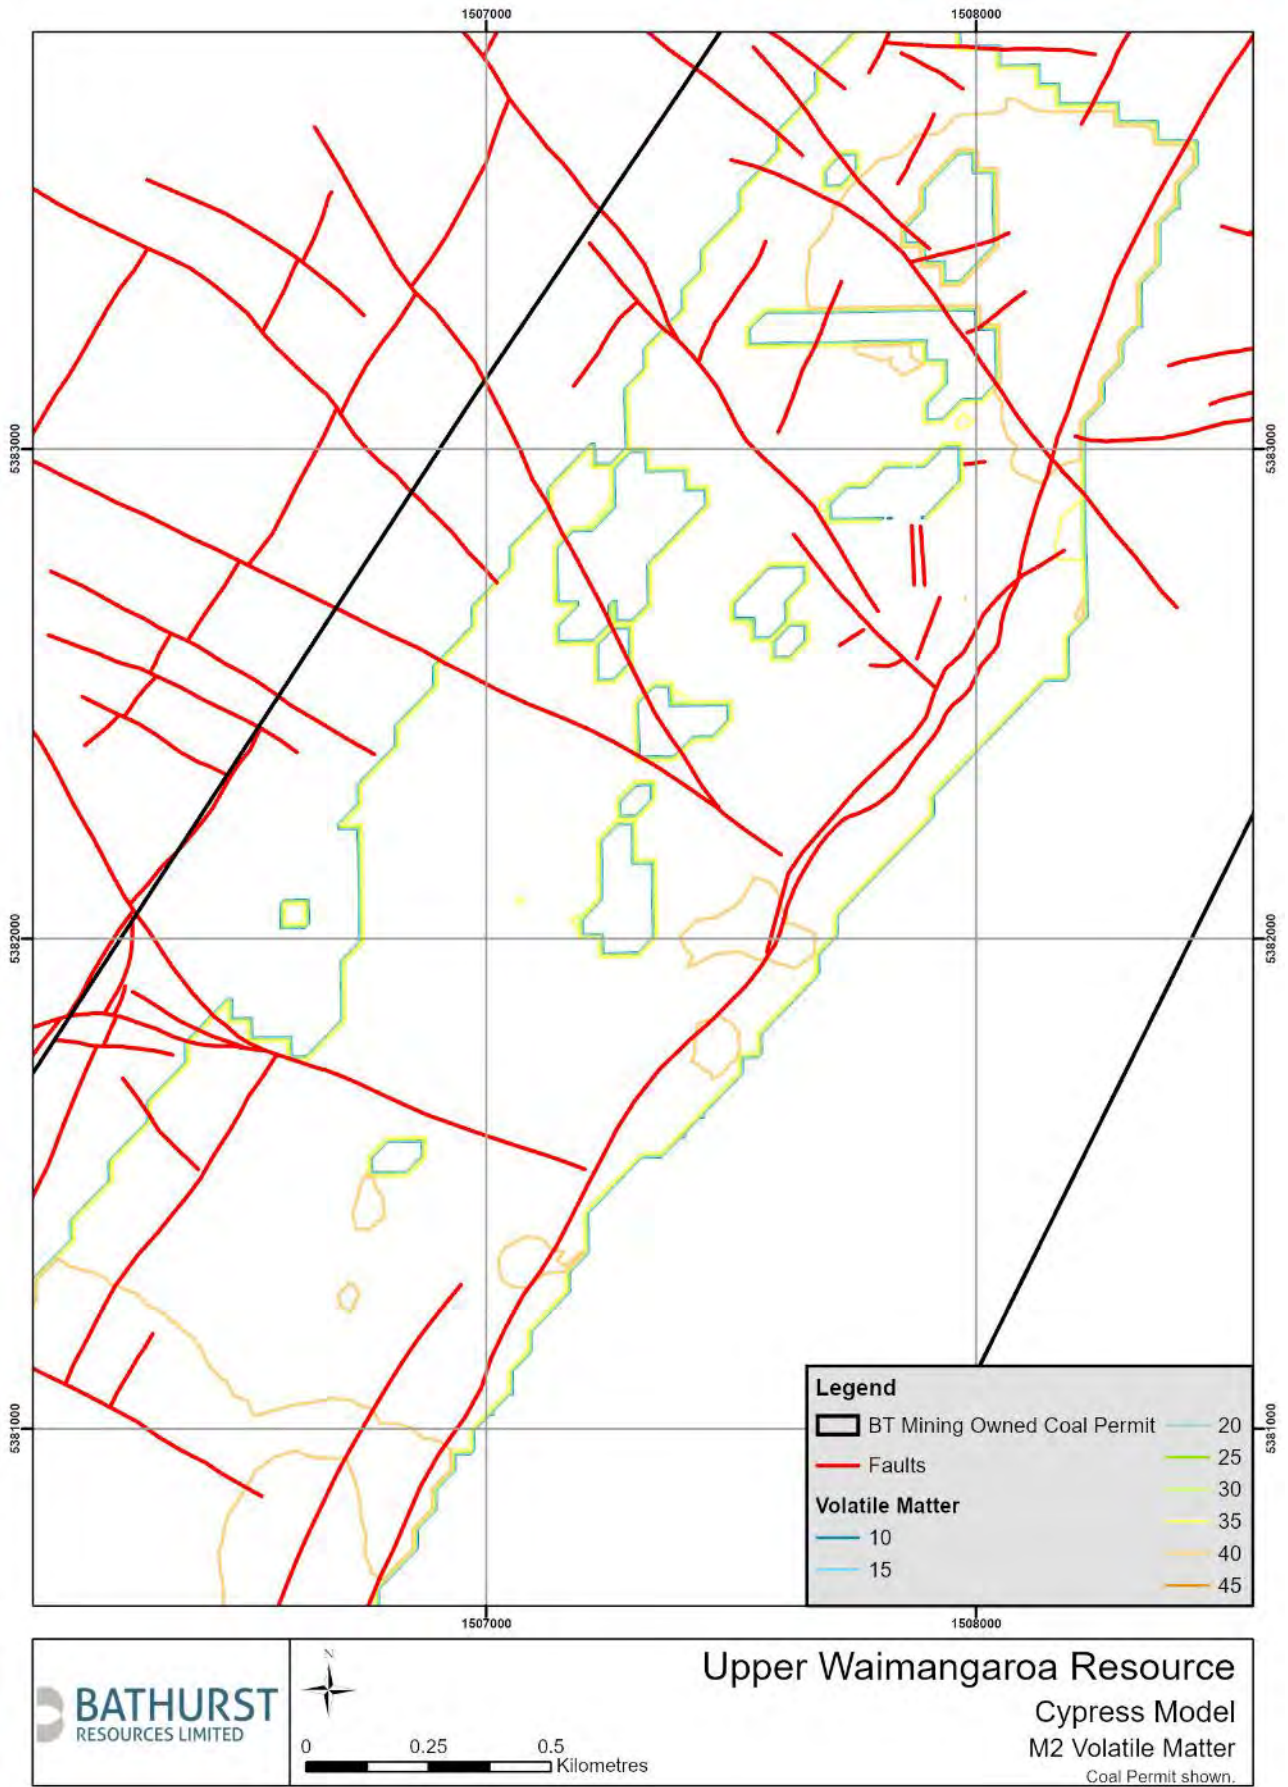 1507000
1508000
5383000
5383000
5382000
5382000
5381000
5381000
Legend
BT Mining Owned Coal Permit
Faults
Volatile Matter
10
15
20
25
30
35
40
45
1507000
1508000
BATHURST
RESOURCES LIMITED
N
0 0.25 0.5
Kilometres
Upper Waimangaroa Resource
Cypress Model
M2 Volatile Matter
Coal Permit shown.